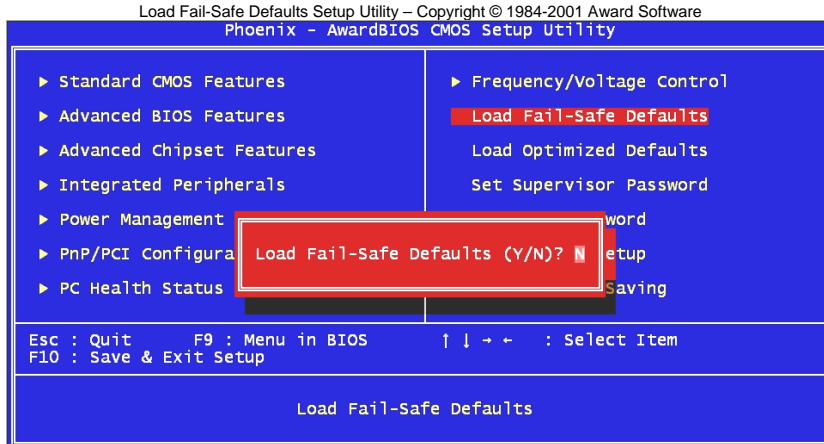 Load Fail-Safe Defaults Setup Utility – Copyright © 1984-2001 Award Software
Phoenix - AwardBIOS CMOS Setup Utility
▶ Standard CMOS Features
▶ Advanced BIOS Features
▶ Advanced Chipset Features
▶ Integrated Peripherals
▶ Power Management
▶ PnP/PCI Configura
▶ PC Health Status
▶ Frequency/Voltage Control
Load Fail-Safe Defaults
Load Optimized Defaults
Set Supervisor Password
word
etup
Saving
Load Fail-Safe Defaults (Y/N)? N
Esc : Quit F9 : Menu in BIOS ↑ ↓ → ← : Select Item
F10 : Save & Exit Setup
Load Fail-Safe Defaults